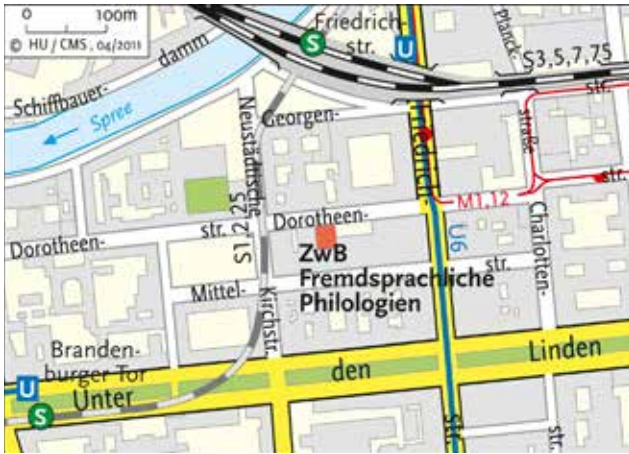 0 100m
© HU / CMS, 04/2011
Friedrich-
str.
S
U
Planck-
S3,5,7,75
str.
damm
Schiffbauer-
Spree
Georgen-
straße
Neustädtische
Kirchstr.
Friedrich-
str.
M1,12
S1,2,25
U6
Dorotheen-
str.
Dorotheen-
ZwB
Fremdsprachliche
Philologien
Charlotten-
str.
Mittel-
str.
Branden-
burger Tor
U
S
Unter
den
Linden
str.